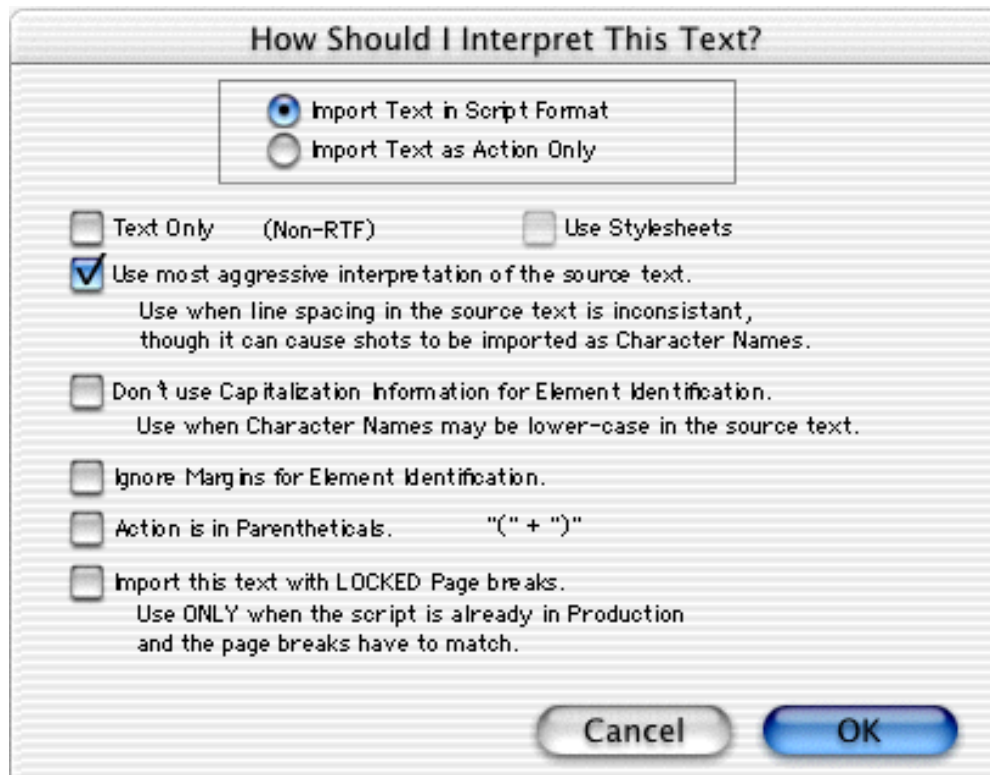 How Should I Interpret This Text?
Import Text in Script Format
Import Text as Action Only
Text Only (Non-RTF) Use Stylesheets
Use most aggressive interpretation of the source text.
Use when line spacing in the source text is inconsistant,
though it can cause shots to be imported as Character Names.
Don't use Capitalization Information for Element Identification.
Use when Character Names may be lower-case in the source text.
Ignore Margins for Element Identification.
Action is in Parentheticals. "(" + ")"
Import this text with LOCKED Page breaks.
Use ONLY when the script is already in Production
and the page breaks have to match.
Cancel OK